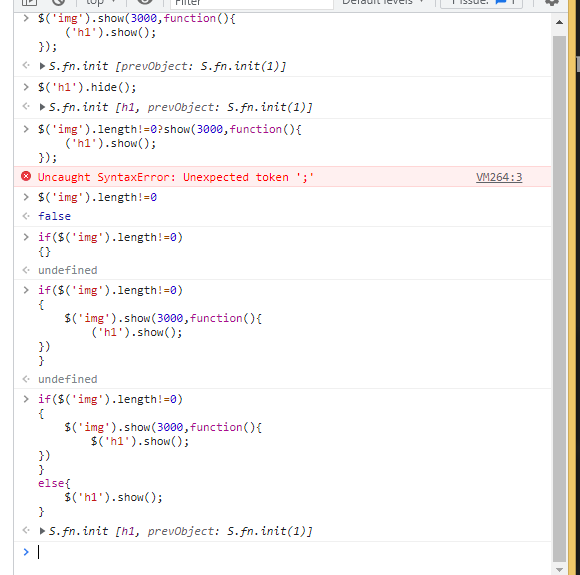 top
Filter
Default levels
1 Issue: 1
> $('img').show(3000,function(){
('h1').show();
});
S.fn.init [prevObject: S.fn.init(1)]
> $('h1').hide();
S.fn.init [h1, prevObject: S.fn.init(1)]
> $('img').length!=0?show(3000,function(){
('h1').show();
});
Uncaught SyntaxError: Unexpected token ';' VM264:3
> $('img').length!=0
false
> if($('img').length!=0)
{}
undefined
> if($('img').length!=0)
{
$('img').show(3000,function(){
('h1').show();
})
}
undefined
> if($('img').length!=0)
{
$('img').show(3000,function(){
$('h1').show();
})
}
else{
$('h1').show();
}
S.fn.init [h1, prevObject: S.fn.init(1)]
>